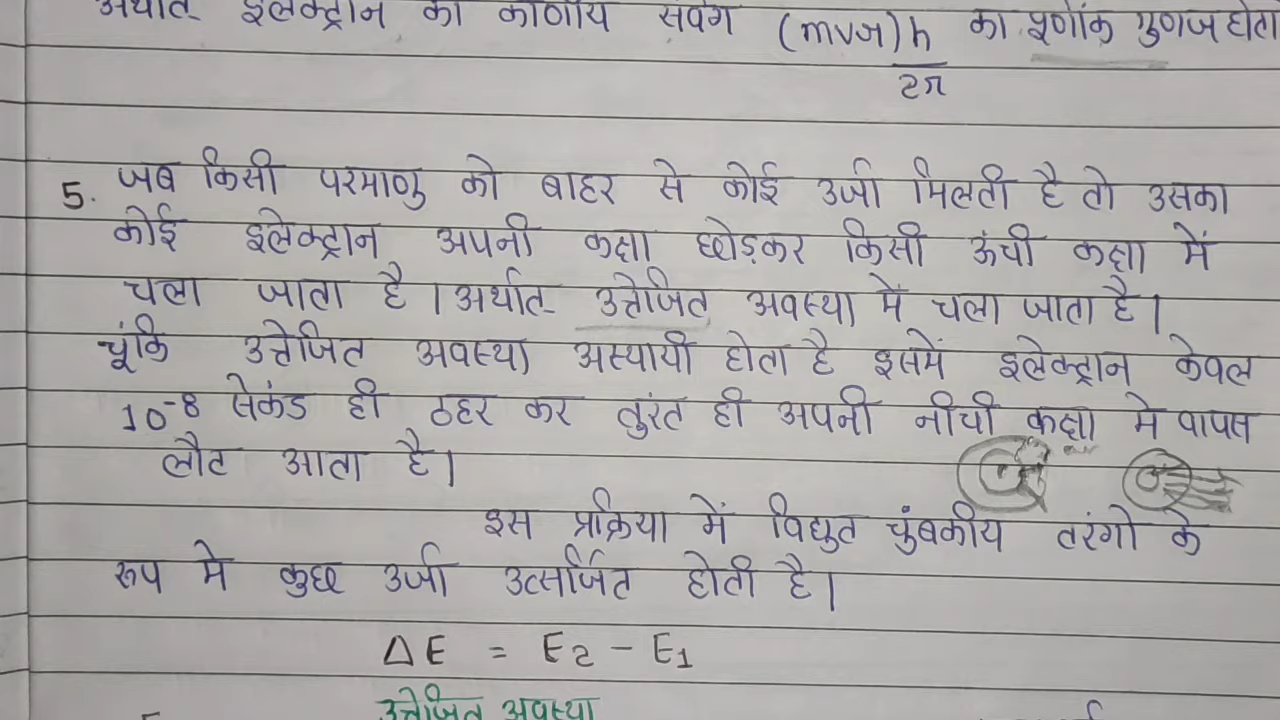 अर्थात- इलेक्ट्रान का कोणीय संवेग (mvr)h/2π का पूर्णांक गुणज होता
5. जब किसी परमाणु को बाहर से कोई उर्जा मिलती है तो उसका
कोई इलेक्ट्रान अपनी कक्षा छोड़कर किसी ऊंची कक्षा में
चला जाता है। अर्थात- उत्तेजित अवस्था में चला जाता है।
चूंकि उत्तेजित अवस्था अस्थायी होता है इसमें इलेक्ट्रान केवल
10⁻⁸ सेकंड ही ठहर कर तुरंत ही अपनी नीची कक्षा मे वापस
लौट आता है।
इस प्रक्रिया में विद्युत चुंबकीय तरंगो के
रूप मे कुछ उर्जा उत्सर्जित होती है।
ΔE = E₂ - E₁
उत्तेजित अवस्था